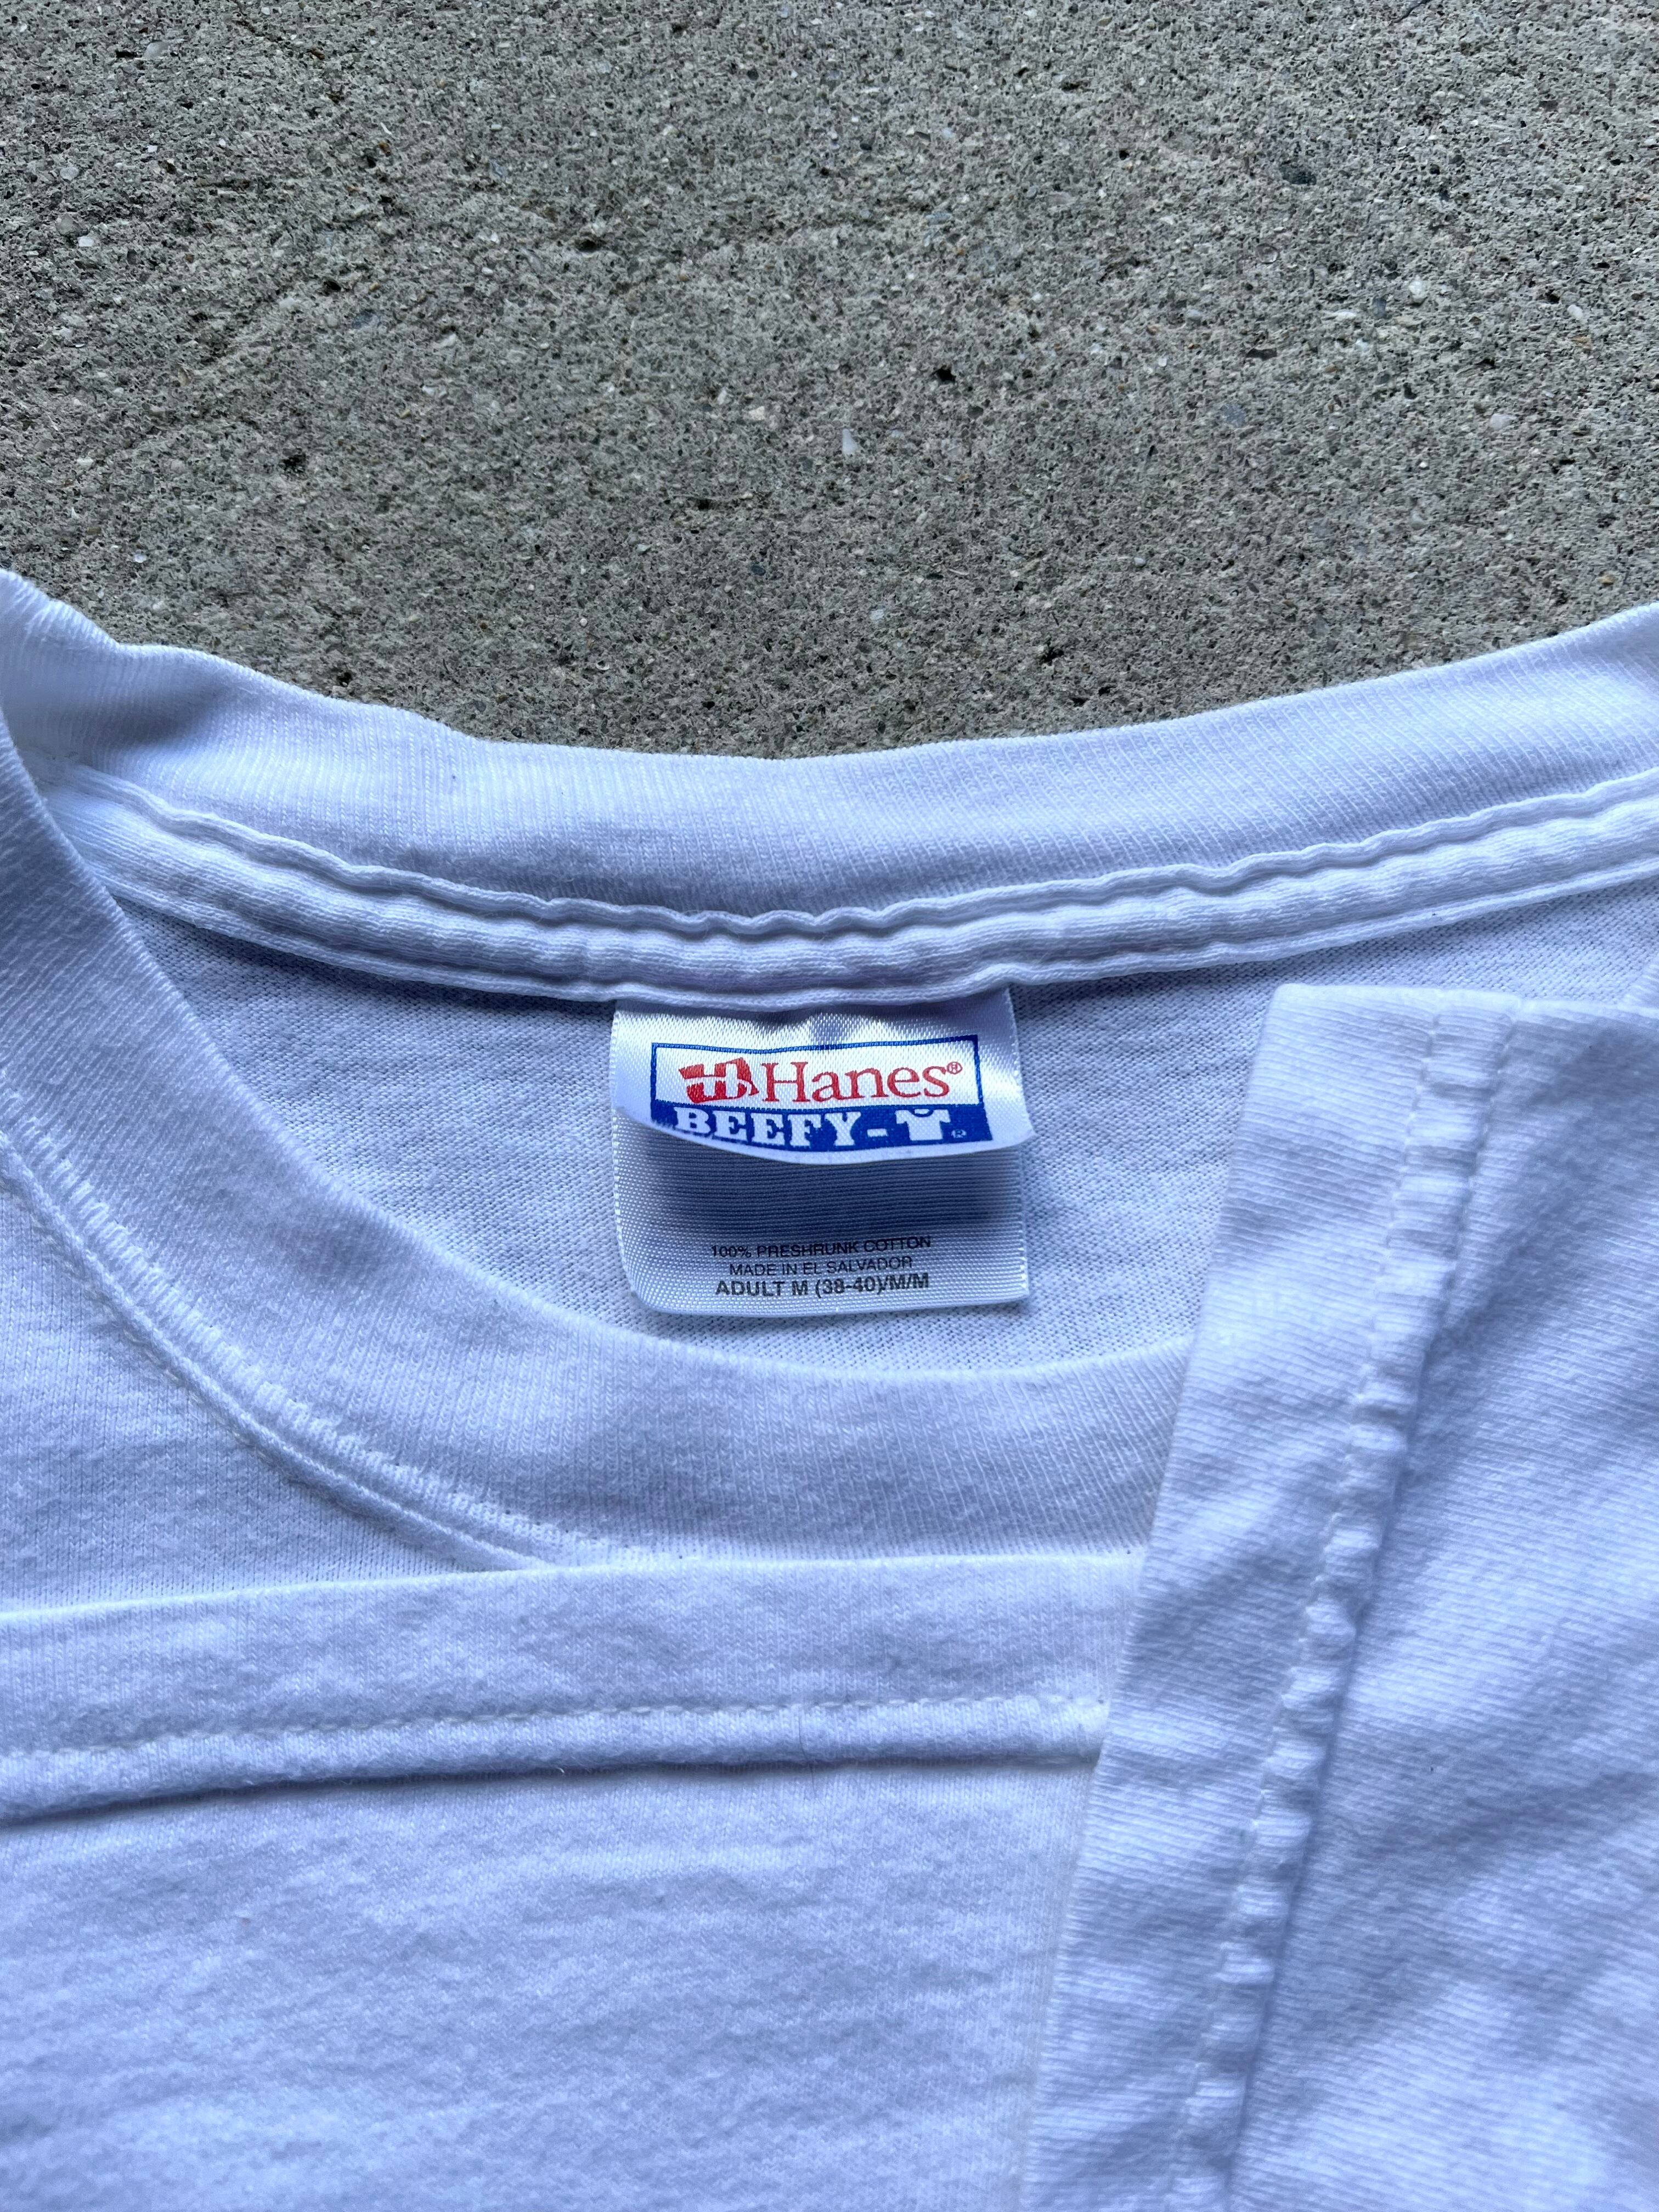 Hanes®
BEEFY-T®
100% PRESHRUNK COTTON
MADE IN EL SALVADOR
ADULT M (38-40)/M/M